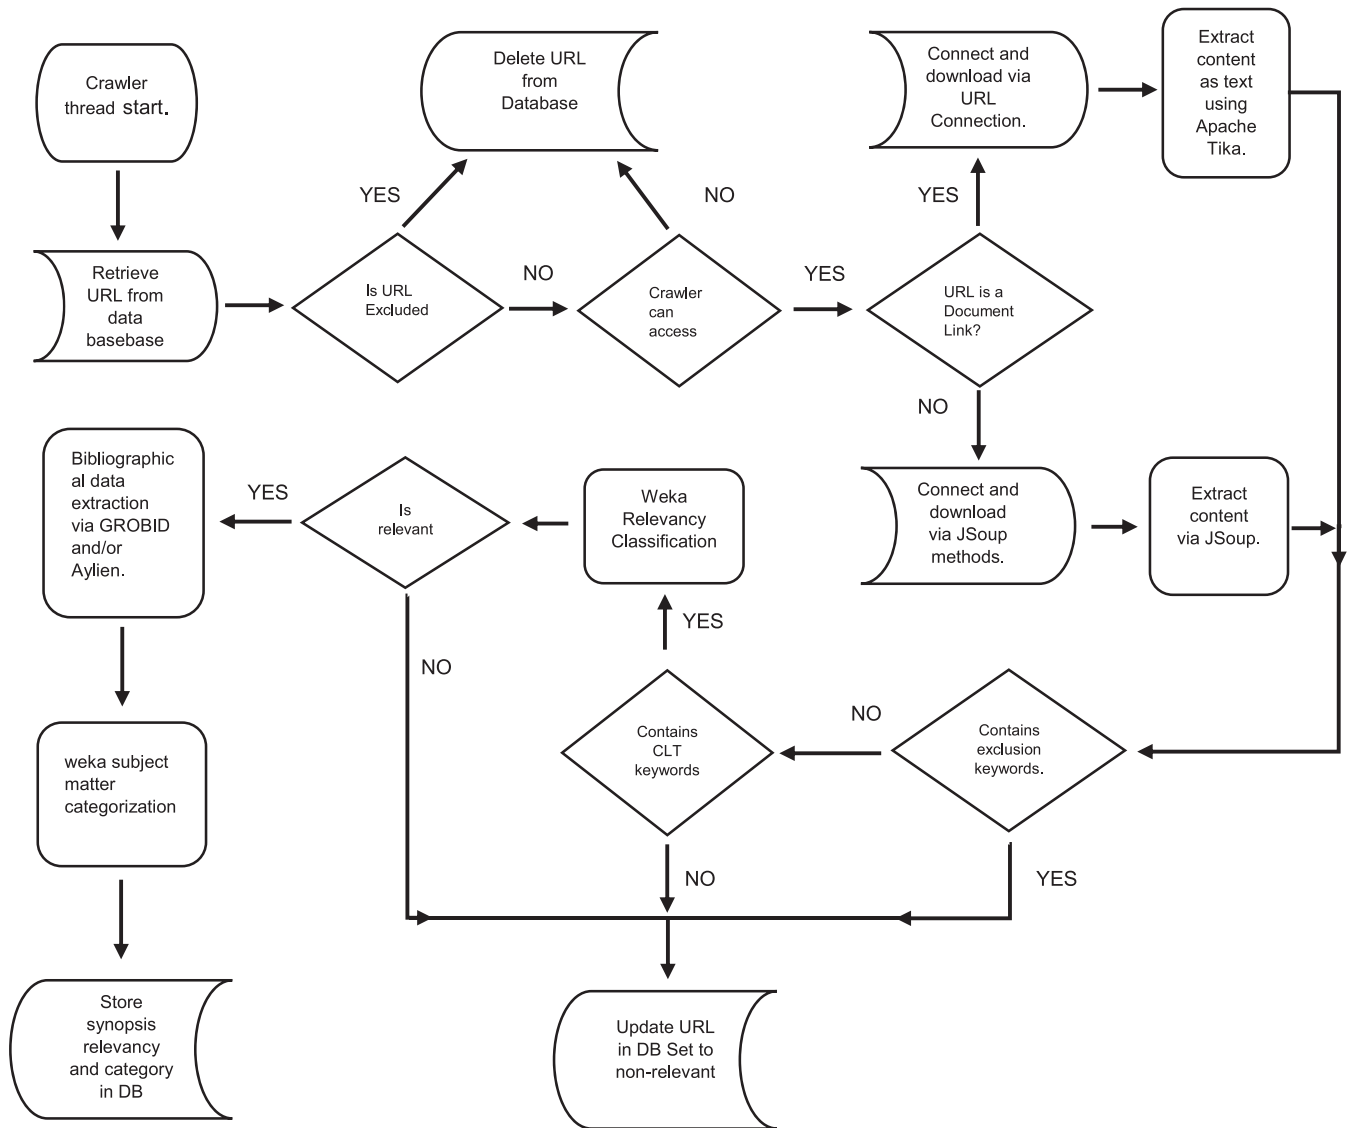 Crawler
thread start.
Delete URL
from
Database
Connect and
download via
URL
Connection.
Extract
content
as text
using
Apache
Tika.
YES
NO
YES
Retrieve
URL from
data
basebase
Is URL
Excluded
NO
Crawler
can
access
YES
URL is a
Document
Link?
NO
Bibliographic
al data
extraction
via GROBID
and/or
Aylien.
YES
Is
relevant
Weka
Relevancy
Classification
Connect and
download
via JSoup
methods.
Extract
content
via JSoup.
YES
NO
weka subject
matter
categorization
Contains
CLT
keywords
NO
Contains
exclusion
keywords.
NO
YES
Store
synopsis
relevancy
and category
in DB
Update URL
in DB Set to
non-relevant